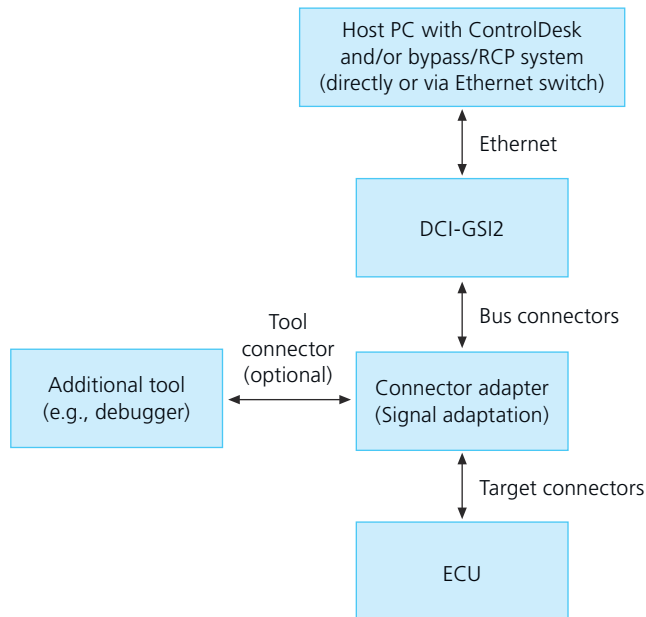 Host PC with ControlDesk
and/or bypass/RCP system
(directly or via Ethernet switch)
Ethernet
DCI-GSI2
Bus connectors
Tool
connector
(optional)
Additional tool
(e.g., debugger)
Connector adapter
(Signal adaptation)
Target connectors
ECU